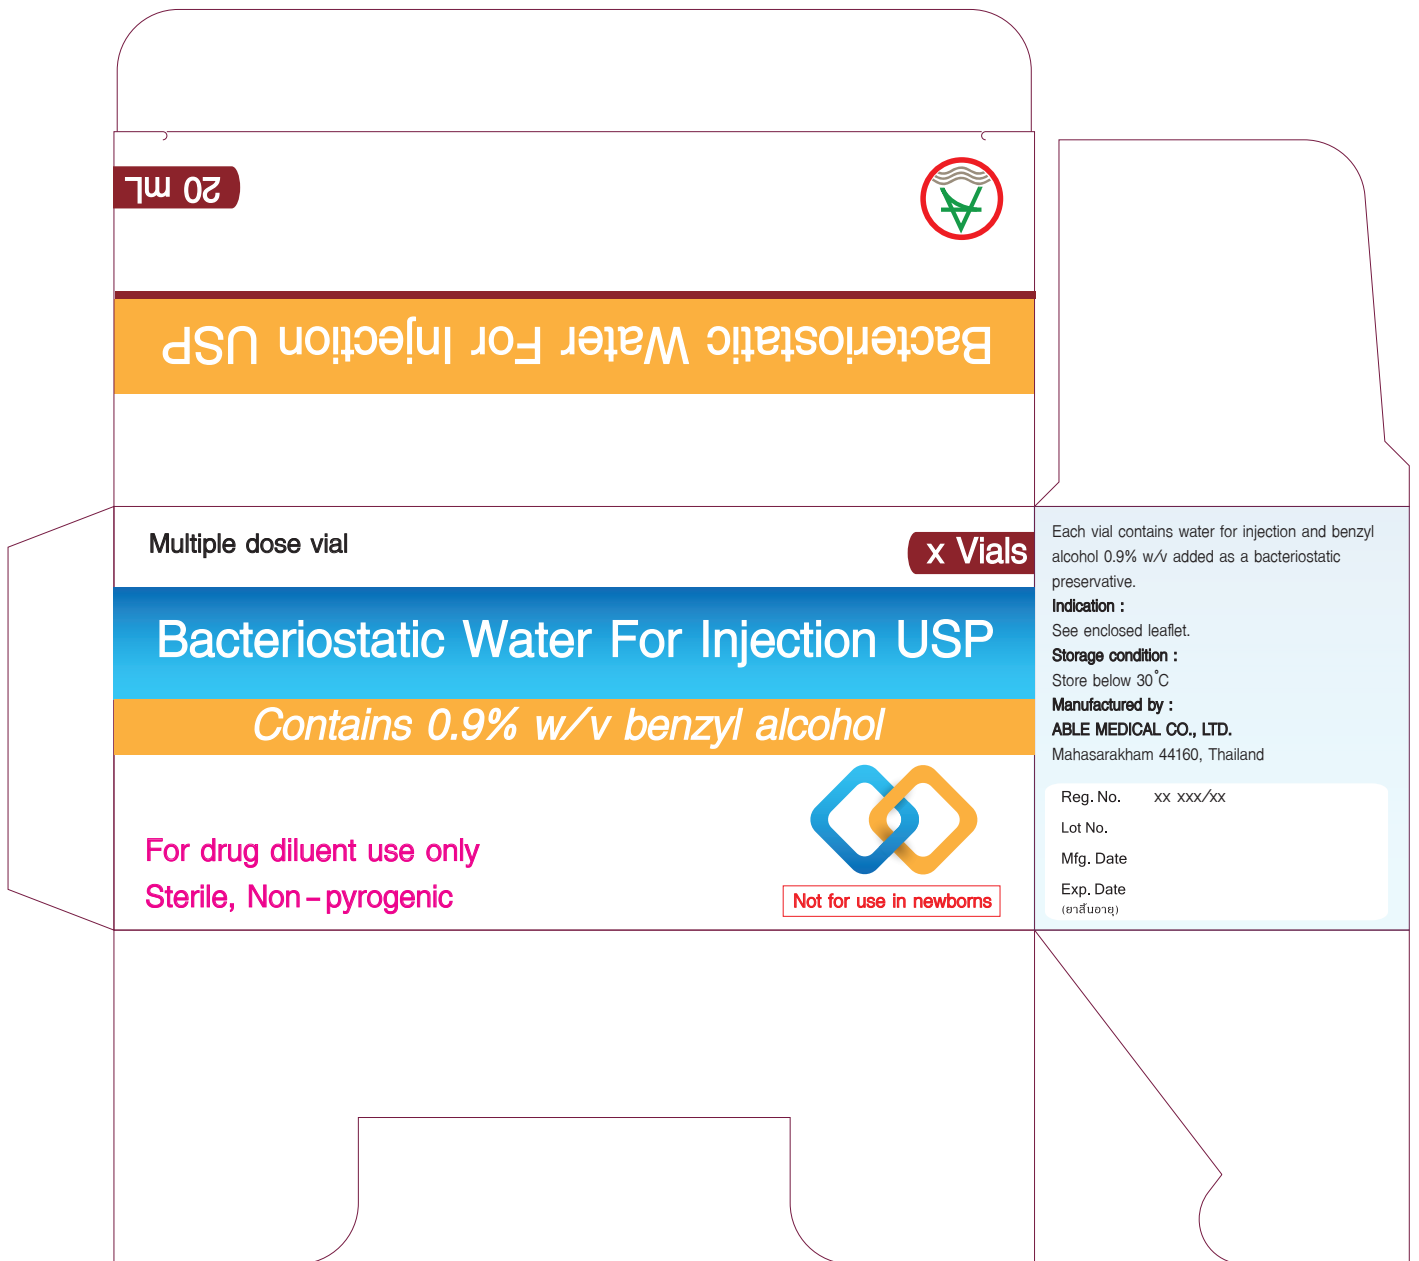 20 mL
Bacteriostatic Water For Injection USP
Multiple dose vial
x Vials
Bacteriostatic Water For Injection USP
Contains 0.9% w/v benzyl alcohol
For drug diluent use only
Sterile, Non-pyrogenic
Not for use in newborns
Each vial contains water for injection and benzyl
alcohol 0.9% w/v added as a bacteriostatic
preservative.
Indication :
See enclosed leaflet.
Storage condition :
Store below 30°C
Manufactured by :
ABLE MEDICAL CO., LTD.
Mahasarakham 44160, Thailand
Reg. No. xx xxx/xx
Lot No.
Mfg. Date
Exp. Date
(ยาสิ้นอายุ)